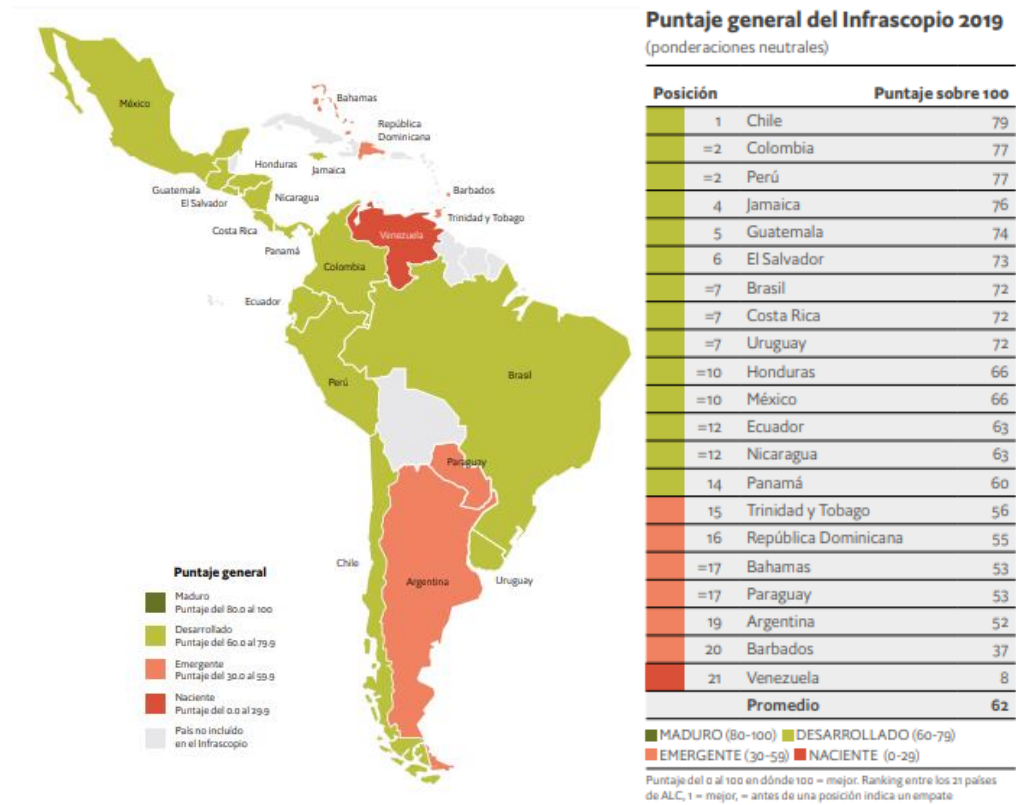 México
Bahamas
República
Dominicana
Honduras
Jamaica
Guatemala
El Salvador
Nicaragua
Barbados
Trinidad y Tobago
Costa Rica
Panamá
Venezuela
Colombia
Ecuador
Perú
Brasil
Paraguay
Chile
Argentina
Uruguay
Puntaje general
Maduro
Puntaje del 80.0 al 100
Desarrollado
Puntaje del 60.0 al 79.9
Emergente
Puntaje del 30.0 al 59.9
Naciente
Puntaje del 0.0 al 29.9
País no incluido
en el Infrascopio
Puntaje general del Infrascopio 2019
(ponderaciones neutrales)
Posición Puntaje sobre 100
1 Chile 79
=2 Colombia 77
=2 Perú 77
4 Jamaica 76
5 Guatemala 74
6 El Salvador 73
=7 Brasil 72
=7 Costa Rica 72
=7 Uruguay 72
=10 Honduras 66
=10 México 66
=12 Ecuador 63
=12 Nicaragua 63
14 Panamá 60
15 Trinidad y Tobago 56
16 República Dominicana 55
=17 Bahamas 53
=17 Paraguay 53
19 Argentina 52
20 Barbados 37
21 Venezuela 8
Promedio 62
MADURO (80-100) DESARROLLADO (60-79)
EMERGENTE (30-59) NACIENTE (0-29)
Puntaje del 0 al 100 en dónde 100 = mejor. Ranking entre los 21 países
de ALC, 1 = mejor, = antes de una posición indica un empate